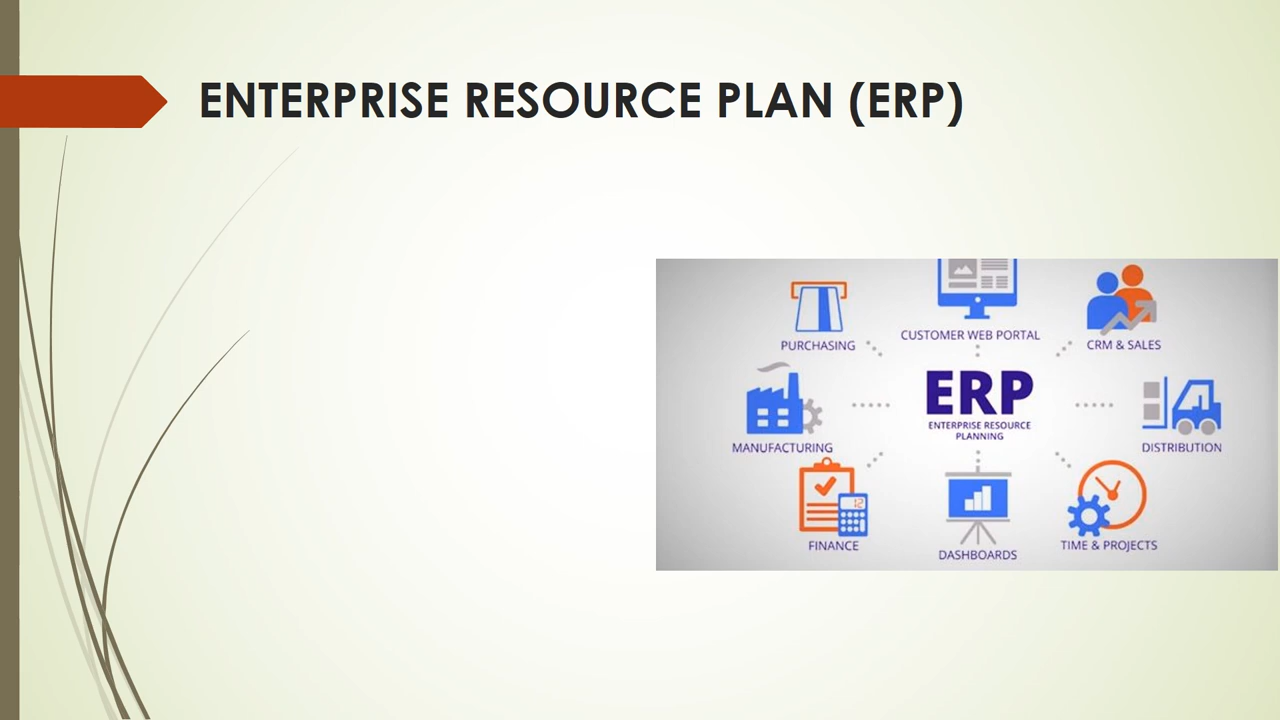 ENTERPRISE RESOURCE PLAN (ERP)
CUSTOMER WEB PORTAL
PURCHASING
CRM & SALES
ERP
ENTERPRISE RESOURCE
PLANNING
MANUFACTURING
DISTRIBUTION
12
FINANCE
DASHBOARDS
TIME & PROJECTS